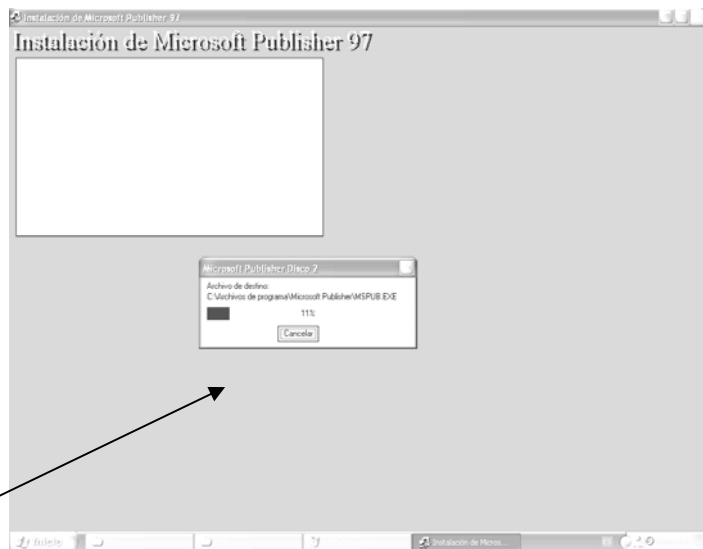 Instalación de Microsoft Publisher 97
Instalación de Microsoft Publisher 97
Microsoft Publisher Disco 2
Archivo de destino:
C:\Archivos de programa\Microsoft Publisher\MSPUB.EXE
11%
Cancelar
Inicio
Instalación de Micros...